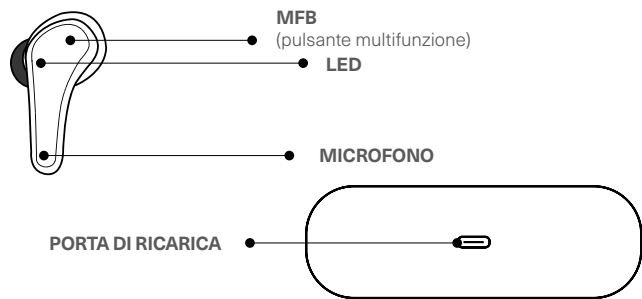 MFB
(pulsante multifunzione)
LED
MICROFONO
PORTA DI RICARICA